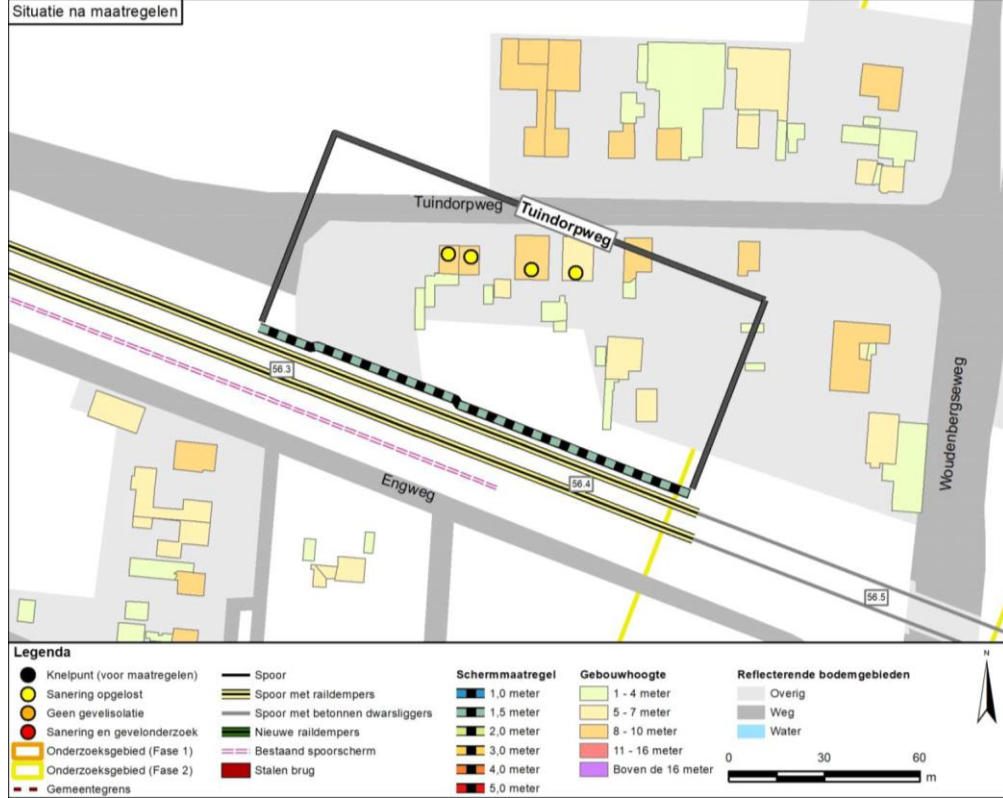 Situatie na maatregelen
Tuindorpweg
Tuindorpweg
56.3
56.4
Engweg
Woudenbergseweg
56.5
Legenda
Knelpunt (voor maatregelen)
Sanering opgelost
Geen gevelisolatie
Sanering en gevelonderzoek
Onderzoeksgebied (Fase 1)
Onderzoeksgebied (Fase 2)
Gemeentegrens
Spoor
Spoor met raildempers
Spoor met betonnen dwarsliggers
Nieuwe raildempers
Bestaand spoorscherm
Stalen brug
Schermmaatregel
1,0 meter
1,5 meter
2,0 meter
3,0 meter
4,0 meter
5,0 meter
Gebouwhoogte
1 - 4 meter
5 - 7 meter
8 - 10 meter
11 - 16 meter
Boven de 16 meter
Reflecterende bodemgebieden
Overig
Weg
Water
N
0 30 60
m